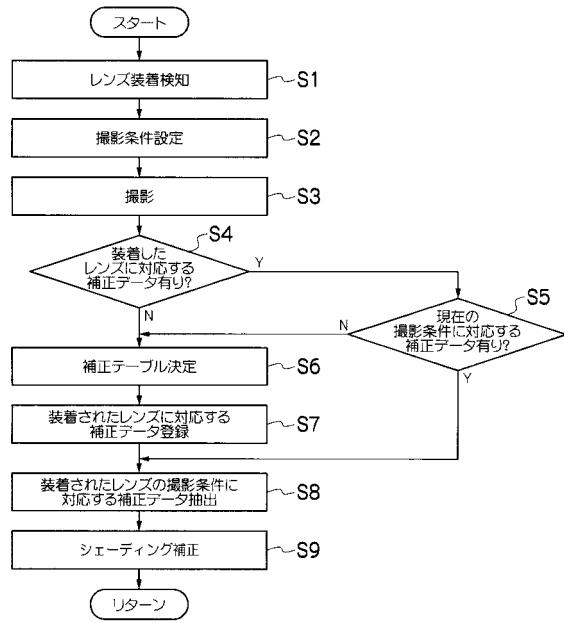 スタート
レンズ装着検知
S1
撮影条件設定
S2
撮影
S3
S4
装着した
レンズに対応する
補正データ有り?
Y
N
S5
現在の
撮影条件に対応する
補正データ有り?
N
Y
補正テーブル決定
S6
装着されたレンズに対応する
補正データ登録
S7
装着されたレンズの撮影条件に
対応する補正データ抽出
S8
シェーディング補正
S9
リターン